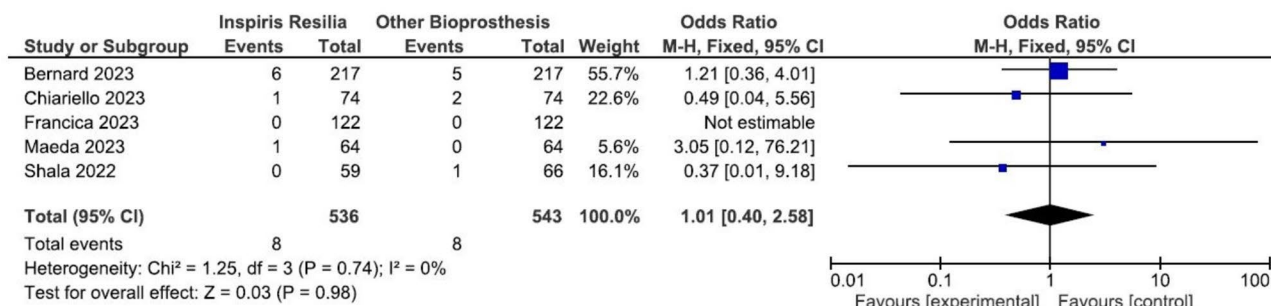 Inspiris Resilia Other Bioprosthesis Odds Ratio Odds Ratio
Study or Subgroup Events Total Events Total Weight M-H, Fixed, 95% CI M-H, Fixed, 95% CI
Bernard 2023 6 217 5 217 55.7% 1.21 [0.36, 4.01]
Chiariello 2023 1 74 2 74 22.6% 0.49 [0.04, 5.56]
Francica 2023 0 122 0 122 Not estimable
Maeda 2023 1 64 0 64 5.6% 3.05 [0.12, 76.21]
Shala 2022 0 59 1 66 16.1% 0.37 [0.01, 9.18]
Total (95% CI) 536 543 100.0% 1.01 [0.40, 2.58]
Total events 8 8
Heterogeneity: Chi² = 1.25, df = 3 (P = 0.74); I² = 0%
Test for overall effect: Z = 0.03 (P = 0.98)
0.01 0.1 1 10 100
Favours [experimental] Favours [control]